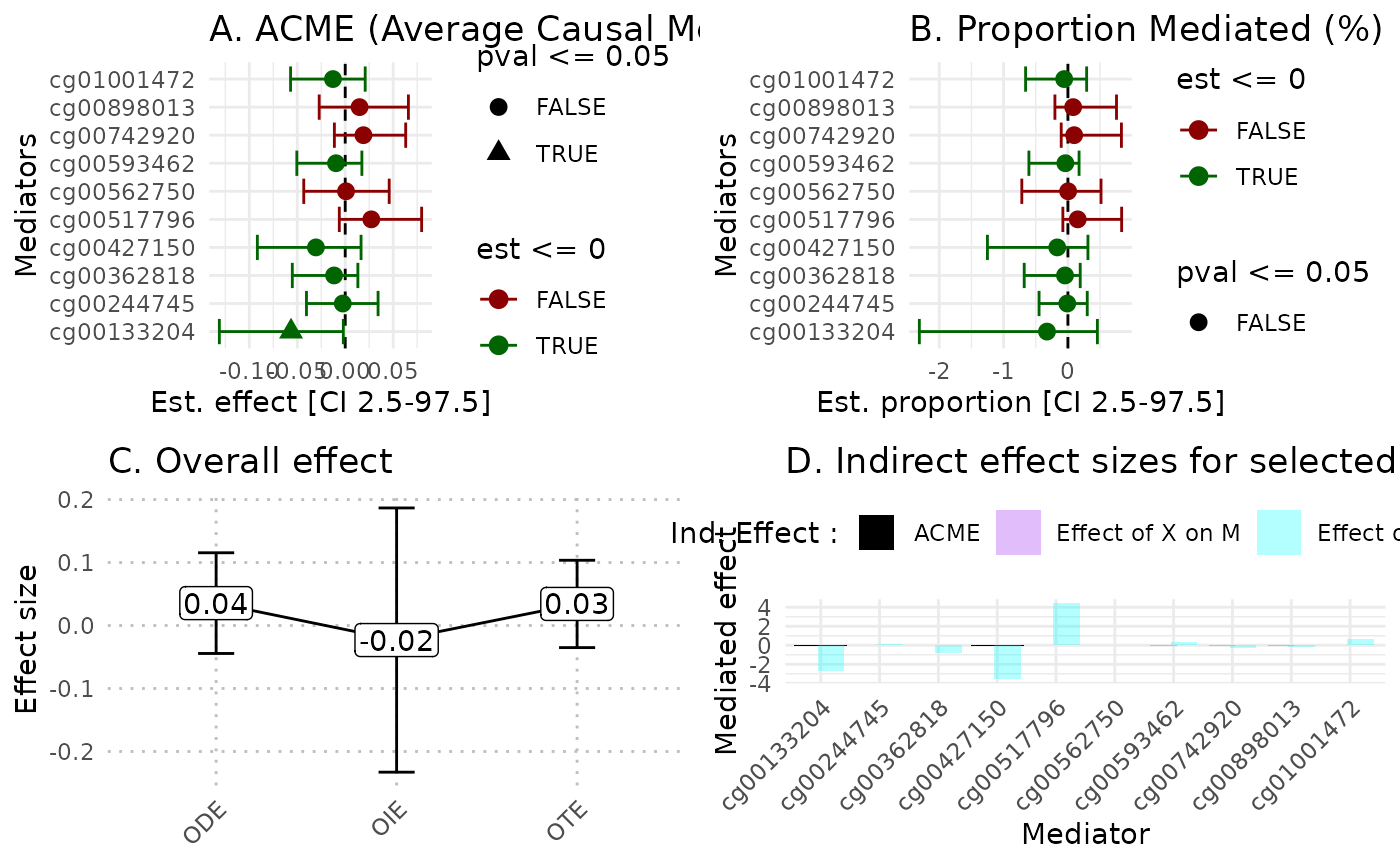 A. ACME (Average Causal
pval <= 0.05
FALSE
TRUE
est <= 0
FALSE
TRUE
Mediators
cg01001472
cg00898013
cg00742920
cg00593462
cg00562750
cg00517796
cg00427150
cg00362818
cg00244745
cg00133204
-0.10 -0.05 0.00 0.05
Est. effect [CI 2.5-97.5]
B. Proportion Mediated (%)
est <= 0
FALSE
TRUE
pval <= 0.05
FALSE
Mediators
cg01001472
cg00898013
cg00742920
cg00593462
cg00562750
cg00517796
cg00427150
cg00362818
cg00244745
cg00133204
-2 -1 0
Est. proportion [CI 2.5-97.5]
C. Overall effect
Effect size
0.2
0.1
0.0
-0.1
-0.2
0.04
-0.02
0.03
ODE OIE OTE
D. Indirect effect sizes for selected
Ind. Effect : ACME Effect of X on M Effect
Mediated effect
4
2
0
-2
-4
cg00133204 cg00244745 cg00362818 cg00427150 cg00517796 cg00562750 cg00593462 cg00742920 cg00898013 cg01001472
Mediator